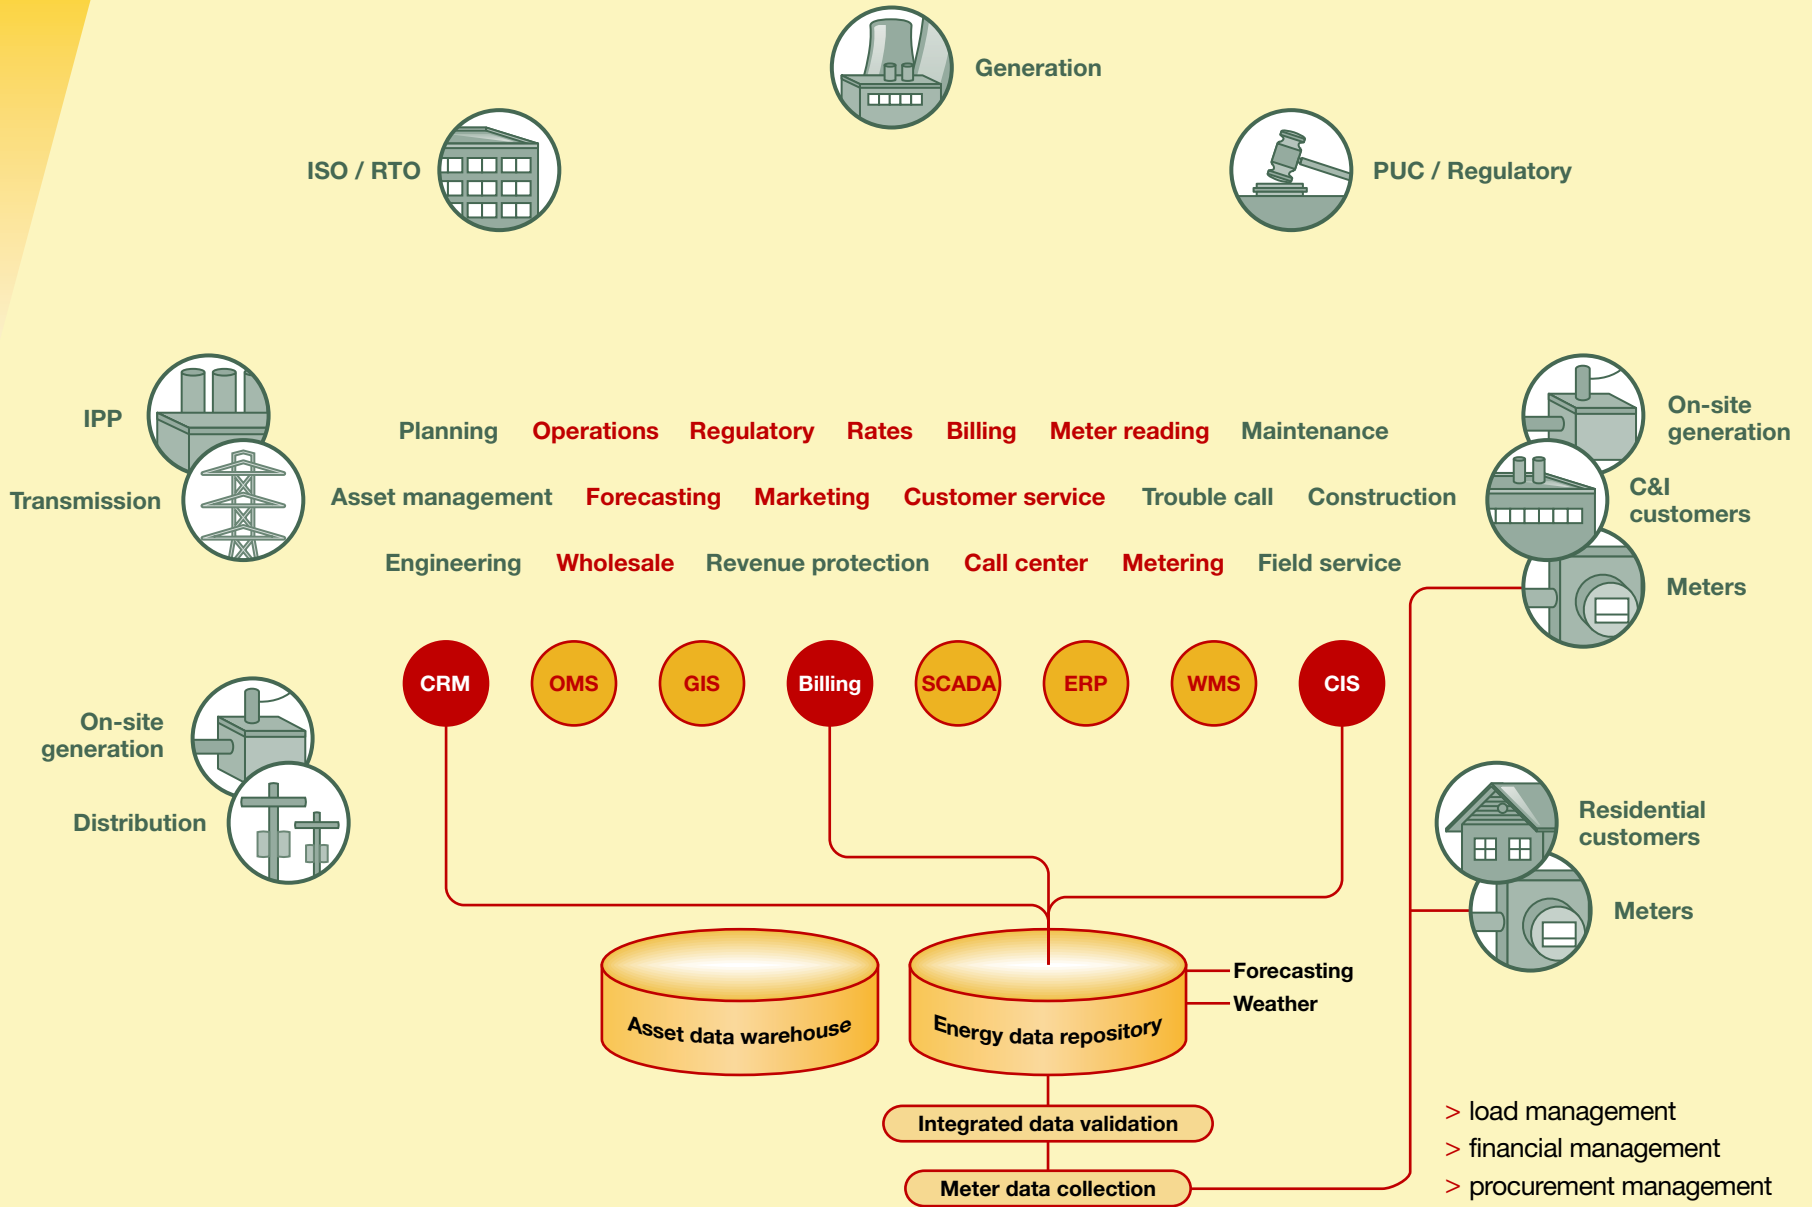 Generation
ISO / RTO
PUC / Regulatory
IPP
Transmission
On-site
generation
C&I
customers
Meters
Planning Operations Regulatory Rates Billing Meter reading Maintenance
Asset management Forecasting Marketing Customer service Trouble call Construction
Engineering Wholesale Revenue protection Call center Metering Field service
CRM OMS GIS Billing SCADA ERP WMS CIS
On-site
generation
Distribution
Residential
customers
Meters
Forecasting
Weather
Asset data warehouse
Energy data repository
Integrated data validation
Meter data collection
> load management
> financial management
> procurement management